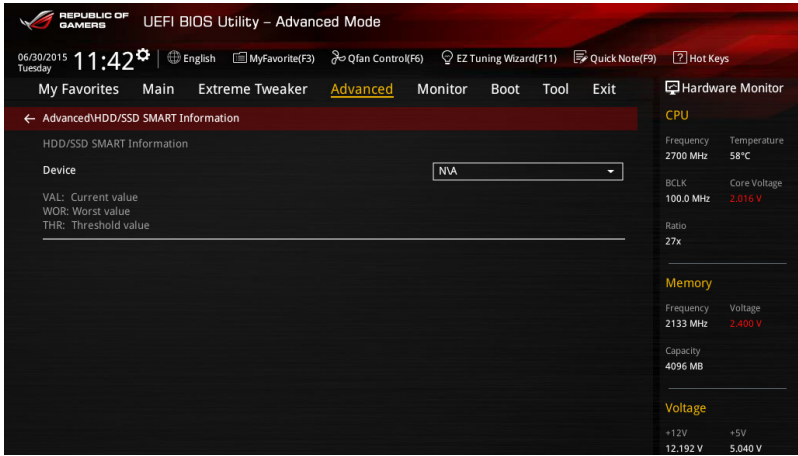 REPUBLIC OF
GAMERS
UEFI BIOS Utility – Advanced Mode
06/30/2015
Tuesday
11:42
English
MyFavorite(F3)
Qfan Control(F6)
EZ Tuning Wizard(F11)
Quick Note(F9)
? Hot Keys
My Favorites
Main
Extreme Tweaker
Advanced
Monitor
Boot
Tool
Exit
Hardware Monitor
← Advanced\HDD/SSD SMART Information
HDD/SSD SMART Information
Device
N\A
VAL: Current value
WOR: Worst value
THR: Threshold value
CPU
Frequency Temperature
2700 MHz 58°C
BCLK Core Voltage
100.0 MHz 2.016 V
Ratio
27x
Memory
Frequency Voltage
2133 MHz 2.400 V
Capacity
4096 MB
Voltage
+12V +5V
12.192 V 5.040 V